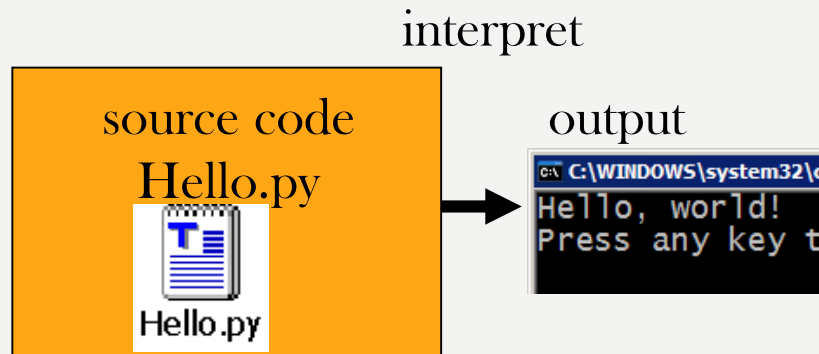 interpret
source code
Hello.py
Hello.py
output
C:\WINDOWS\system32\
Hello, world!
Press any key t